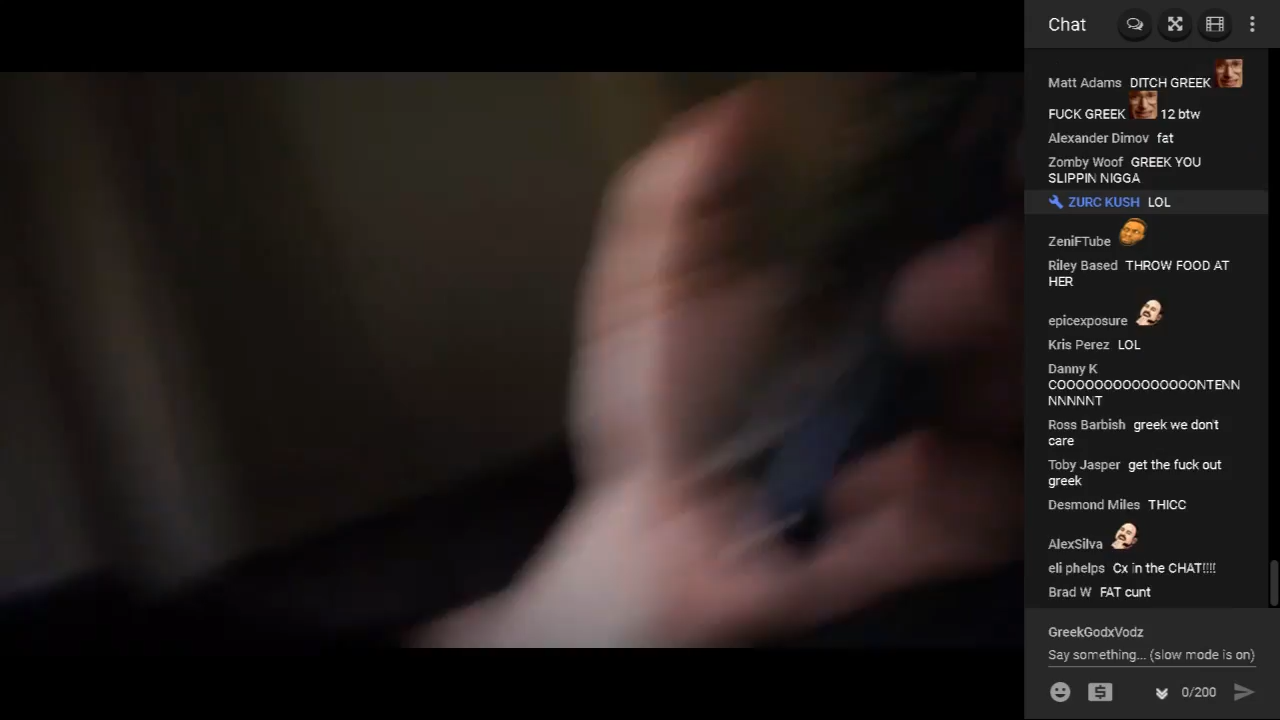 Chat
Matt Adams DITCH GREEK
FUCK GREEK 12 btw
Alexander Dimov fat
Zomby Woof GREEK YOU
SLIPPIN NIGGA
ZURC KUSH LOL
ZeniFTube
Riley Based THROW FOOD AT
HER
epicexposure
Kris Perez LOL
Danny K
COOOOOOOOOOOOOOOONTENN
NNNNNT
Ross Barbish greek we don't
care
Toby Jasper get the fuck out
greek
Desmond Miles THICC
AlexSilva
eli phelps Cx in the CHAT!!!!
Brad W FAT cunt
GreekGodxVodz
Say something... (slow mode is on)
0/200